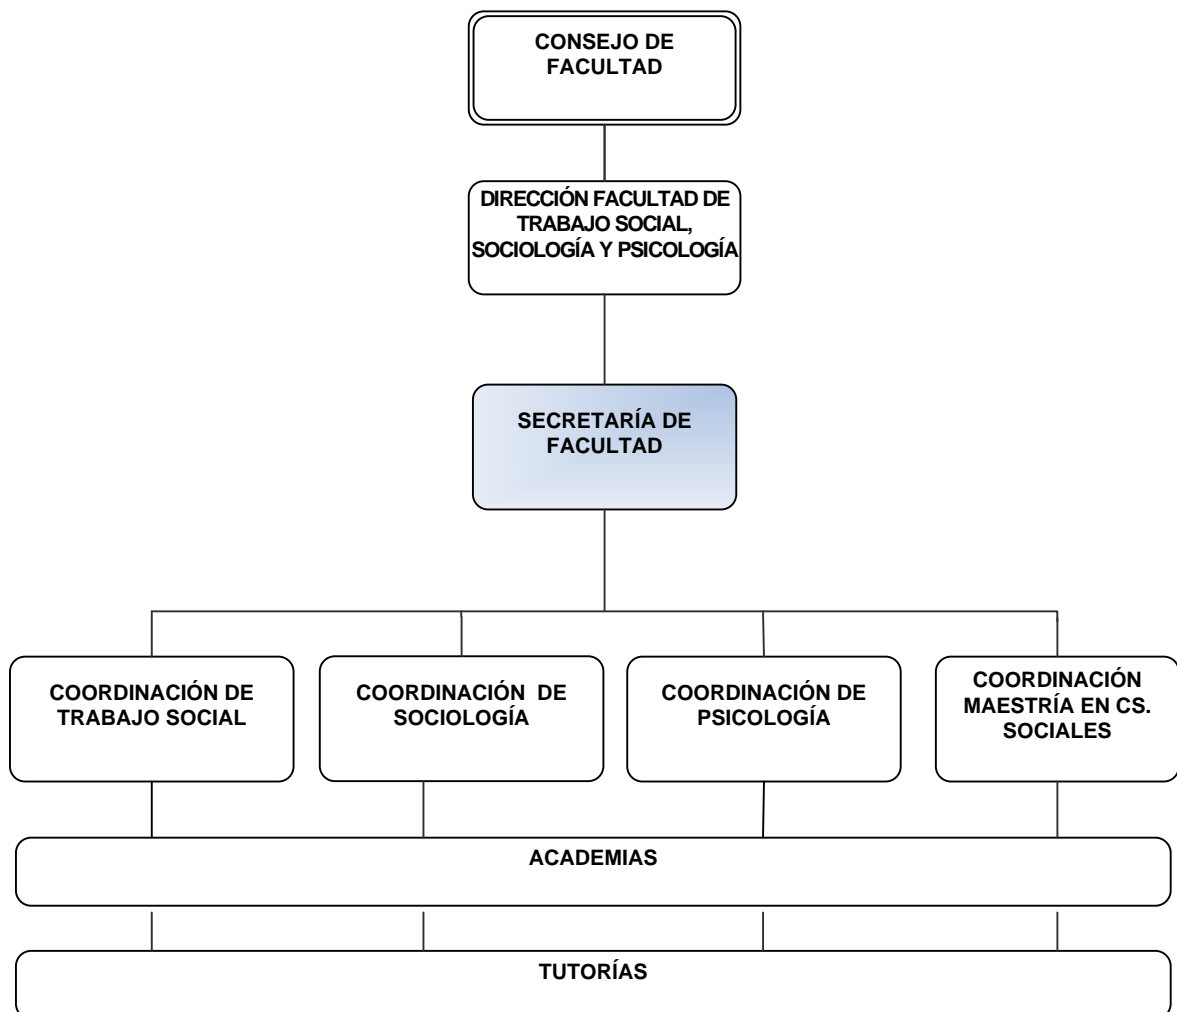 CONSEJO DE
FACULTAD
DIRECCIÓN FACULTAD DE
TRABAJO SOCIAL,
SOCIOLOGÍA Y PSICOLOGÍA
SECRETARÍA DE
FACULTAD
COORDINACIÓN DE
TRABAJO SOCIAL
COORDINACIÓN DE
SOCIOLOGÍA
COORDINACIÓN DE
PSICOLOGÍA
COORDINACIÓN
MAESTRÍA EN CS.
SOCIALES
ACADEMIAS
TUTORÍAS